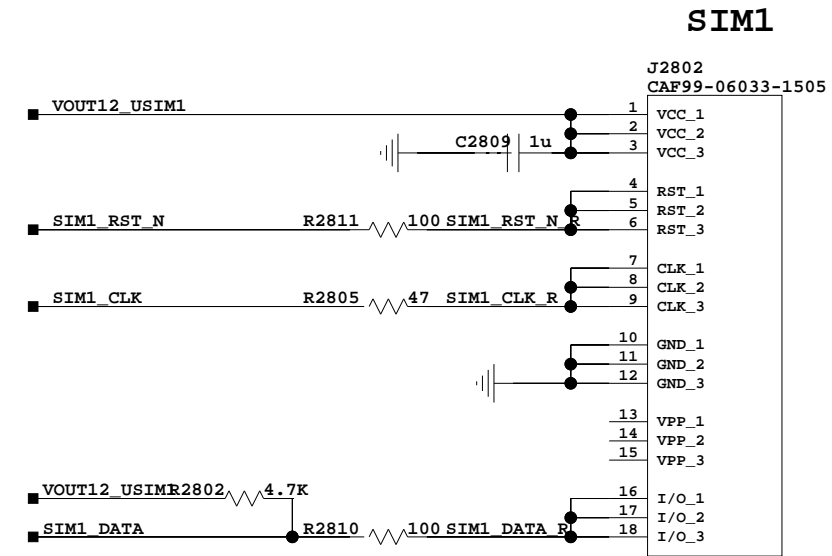 SIM1
J2802
CAF99-06033-1505
VOUT12_USIM1 1 VCC_1
2 VCC_2
C2809 1u 3 VCC_3
4 RST_1
5 RST_2
SIM1_RST_N R2811 100 SIM1_RST_N_R 6 RST_3
7 CLK_1
8 CLK_2
SIM1_CLK R2805 47 SIM1_CLK_R 9 CLK_3
10 GND_1
11 GND_2
12 GND_3
13 VPP_1
14 VPP_2
15 VPP_3
VOUT12_USIM1 R2802 4.7K 16 I/O_1
17 I/O_2
SIM1_DATA R2810 100 SIM1_DATA_R 18 I/O_3